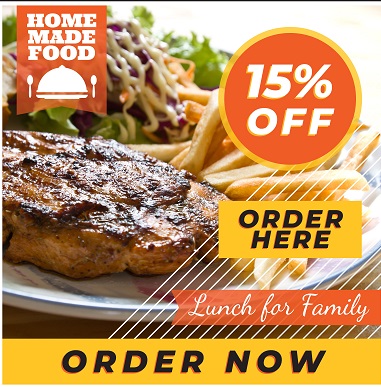 HOME
MADE
FOOD
15%
OFF
ORDER
HERE
Lunch for Family
ORDER NOW